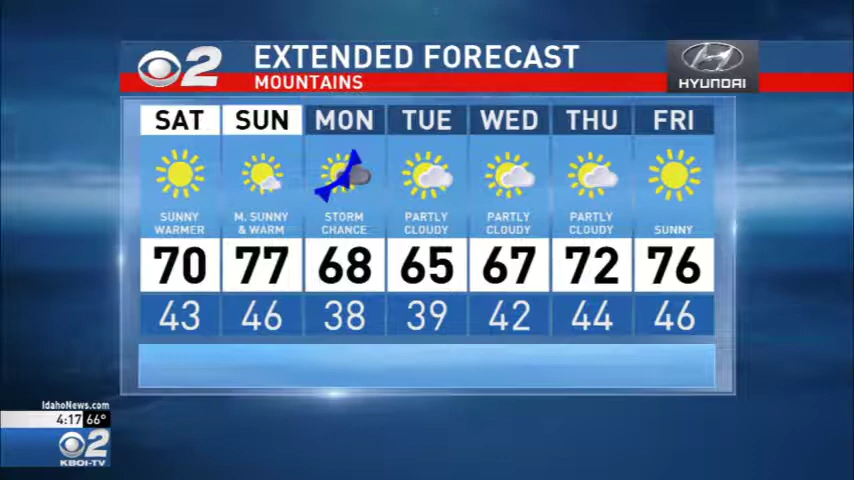 2
EXTENDED FORECAST
MOUNTAINS
HYUNDAI
SAT SUN MON TUE WED THU FRI
SUNNY WARMER
M. SUNNY & WARM
STORM CHANCE
PARTLY CLOUDY
PARTLY CLOUDY
PARTLY CLOUDY
SUNNY
70 77 68 65 67 72 76
43 46 38 39 42 44 46
IdahoNews.com
4:17 66°
2
KBOI-TV